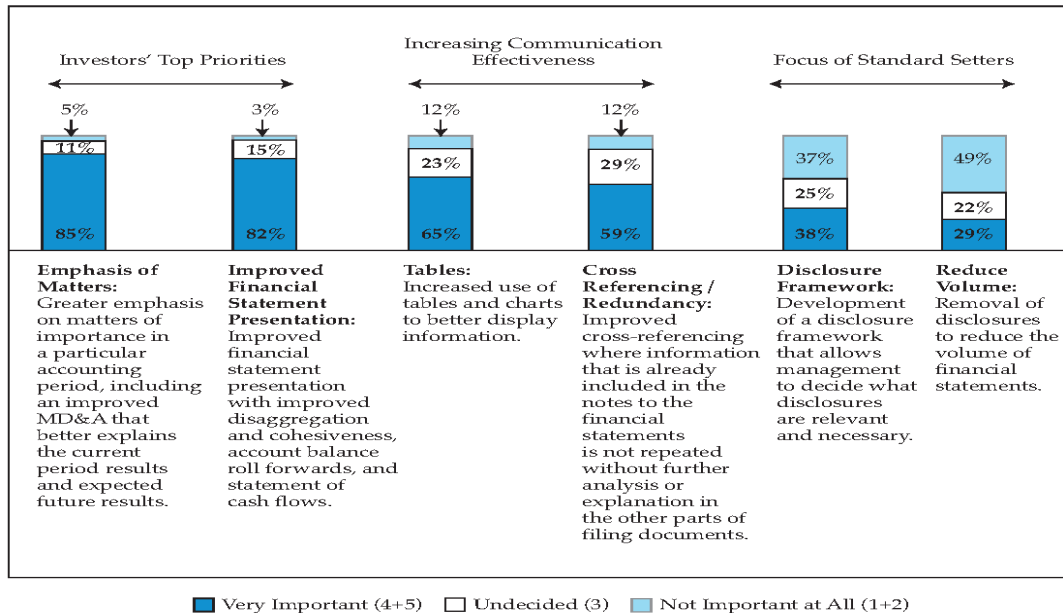 Investors' Top Priorities
Increasing Communication
Effectiveness
Focus of Standard Setters
5%
3%
12%
12%
11%
15%
23%
29%
37%
49%
25%
22%
85%
82%
65%
59%
38%
29%
Emphasis of
Matters:
Greater emphasis
on matters of
importance in
a particular
accounting
period, including
an improved
MD&A that
better explains
the current
period results
and expected
future results.
Improved
Financial
Statement
Presentation:
Improved
financial
statement
presentation
with improved
disaggregation
and cohesiveness,
account balance
roll forwards, and
statement of
cash flows.
Tables:
Increased use of
tables and charts
to better display
information.
Cross
Referencing /
Redundancy:
Improved
cross-referencing
where information
that is already
included in the
notes to the
financial
statements
is not repeated
without further
analysis or
explanation in
the other parts of
filing documents.
Disclosure
Framework:
Development
of a disclosure
framework
that allows
management
to decide what
disclosures
are relevant
and necessary.
Reduce
Volume:
Removal of
disclosures
to reduce the
volume of
financial
statements.
Very Important (4+5)
Undecided (3)
Not Important at All (1+2)